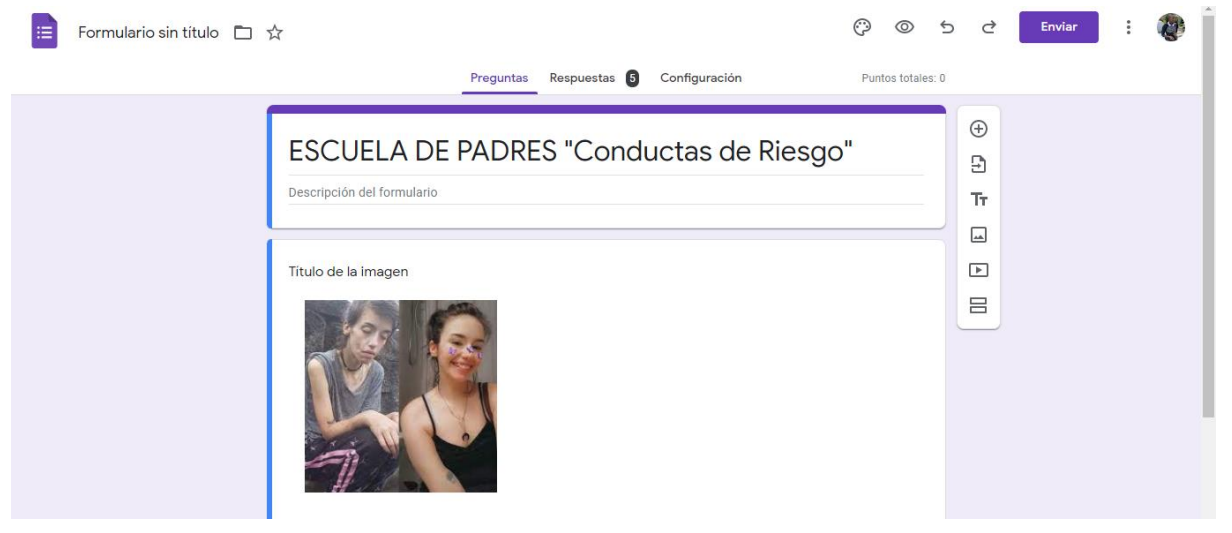 Formulario sin título
Enviar
Preguntas Respuestas 5 Configuración Puntos totales: 0
ESCUELA DE PADRES "Conductas de Riesgo"
Descripción del formulario
Título de la imagen